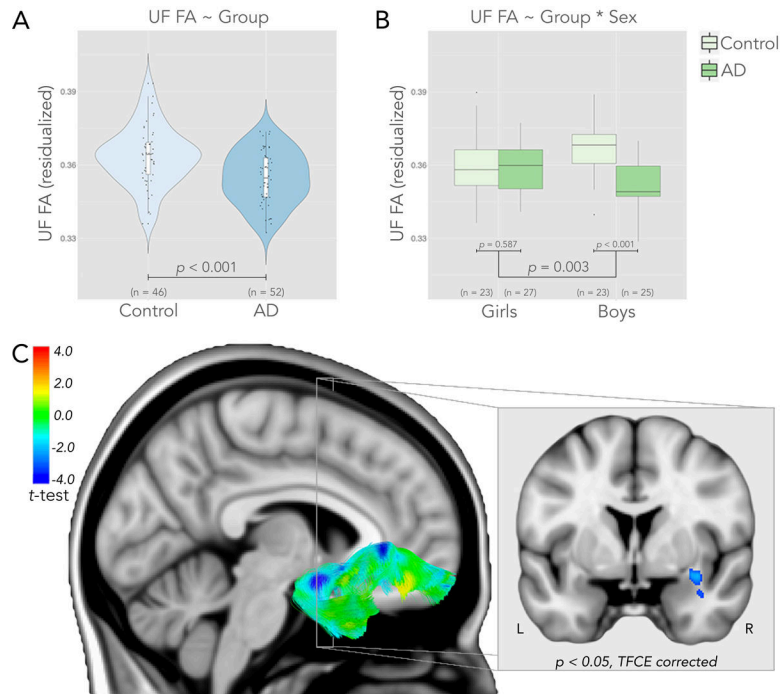 A
UF FA ~ Group
UF FA (residualized)
0.39
0.36
0.33
p < 0.001
(n = 46)
(n = 52)
Control
AD
B
UF FA ~ Group * Sex
Control
AD
UF FA (residualized)
0.39
0.36
0.33
p = 0.587
p <0.001
p = 0.003
(n = 23)
(n = 27)
(n = 23)
(n = 25)
Girls
Boys
C
4.0
2.0
0.0
-2.0
-4.0
t-test
L
R
p < 0.05, TFCE corrected